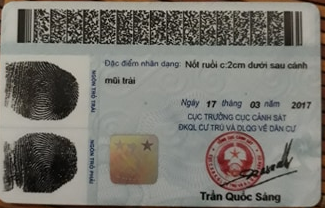 Đặc điểm nhân dạng: Nốt ruồi c:2cm dưới sau cánh
mũi trái
NGÓN TRỎ TRÁI
Ngày 17 tháng 03 năm 2017
CỤC TRƯỞNG CỤC CẢNH SÁT
ĐKQL CƯ TRÚ VÀ DLQG VỀ DÂN CƯ
NGÓN TRỎ PHẢI
Trần Quốc Sảng